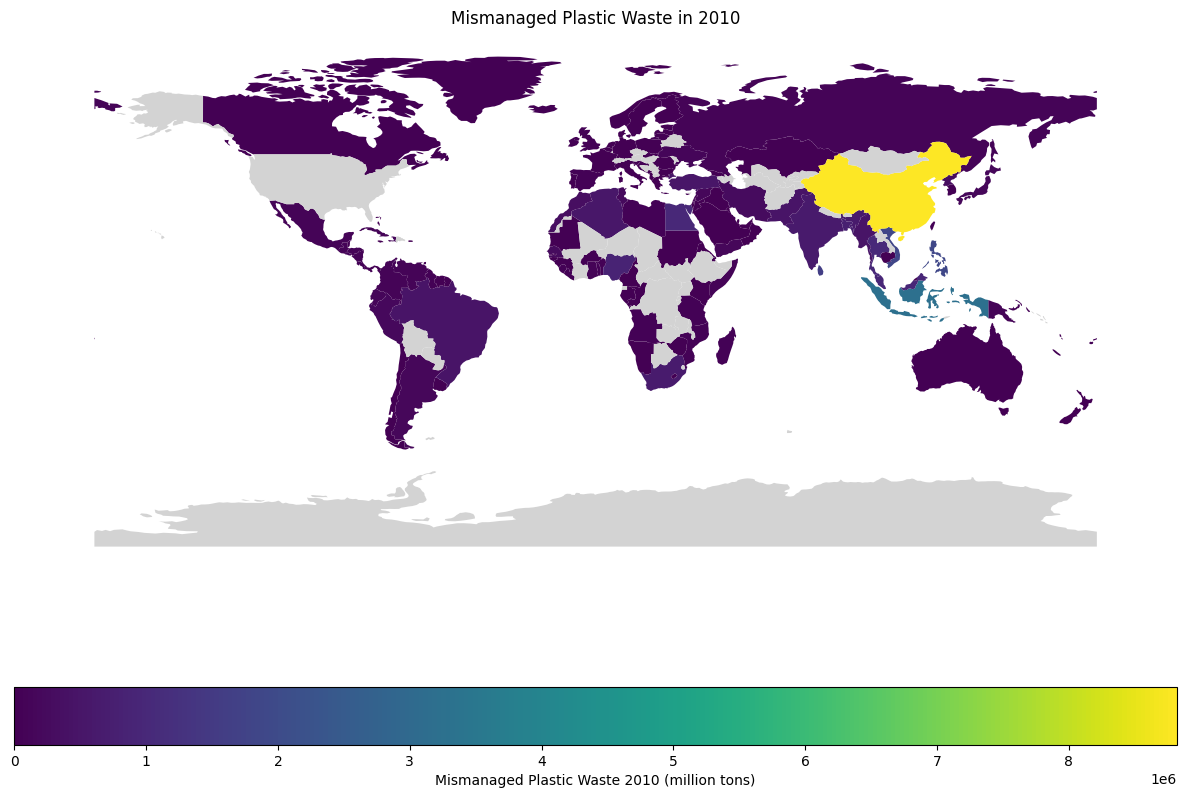 Mismanaged Plastic Waste in 2010
0 1 2 3 4 5 6 7 8
1e6
Mismanaged Plastic Waste 2010 (million tons)